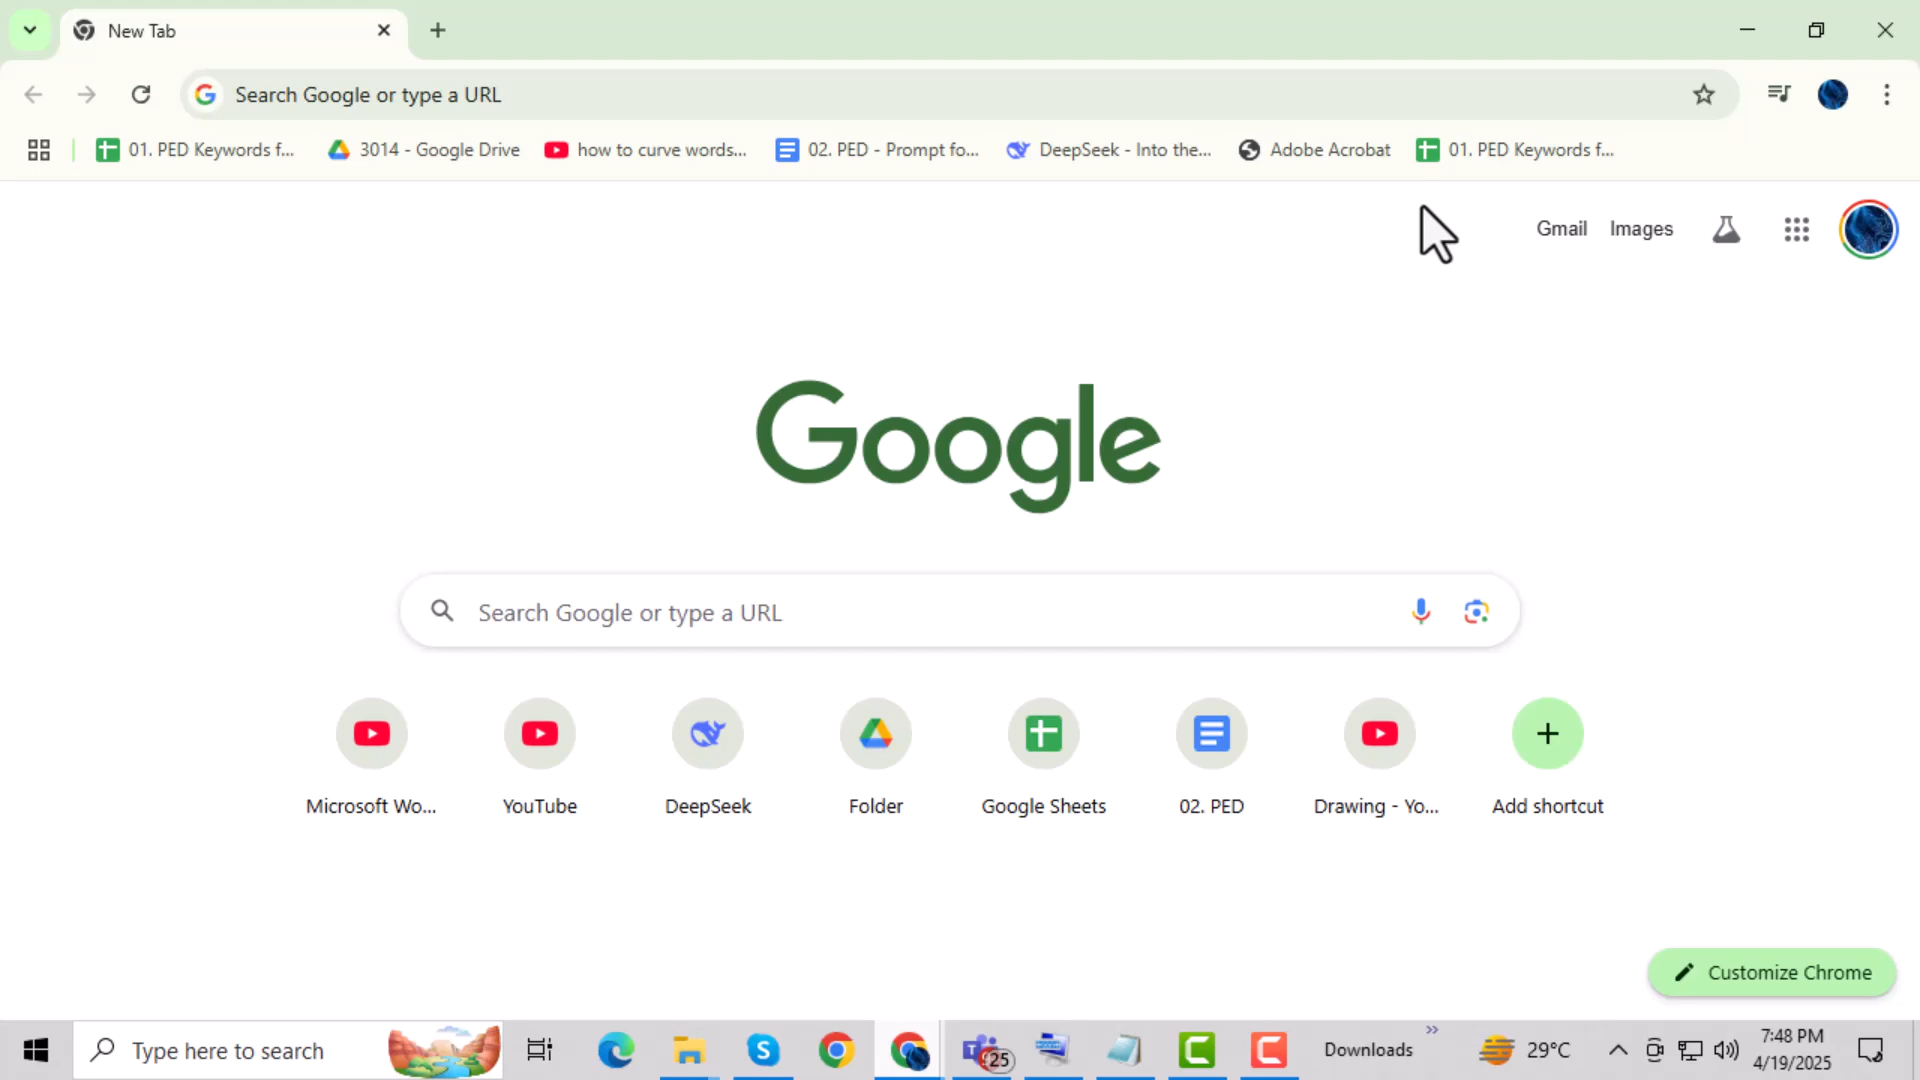 New Tab
Search Google or type a URL
01. PED Keywords f...
3014 - Google Drive
how to curve words...
02. PED - Prompt fo...
DeepSeek - Into the...
Adobe Acrobat
01. PED Keywords f...
Gmail
Images
Google
Search Google or type a URL
Microsoft Wo...
YouTube
DeepSeek
Folder
Google Sheets
02. PED
Drawing - Yo...
Add shortcut
Customize Chrome
Type here to search
25
Downloads
29°C
7:48 PM
4/19/2025